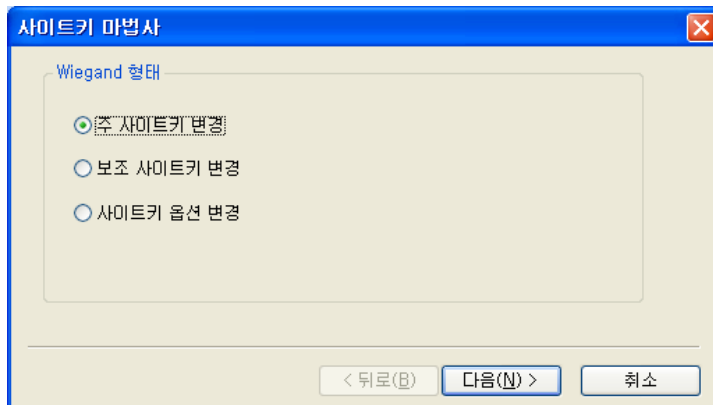 사이트키 마법사
Wiegand 형태
주 사이트키 변경
보조 사이트키 변경
사이트키 옵션 변경
< 뒤로(B) 다음(N) > 취소